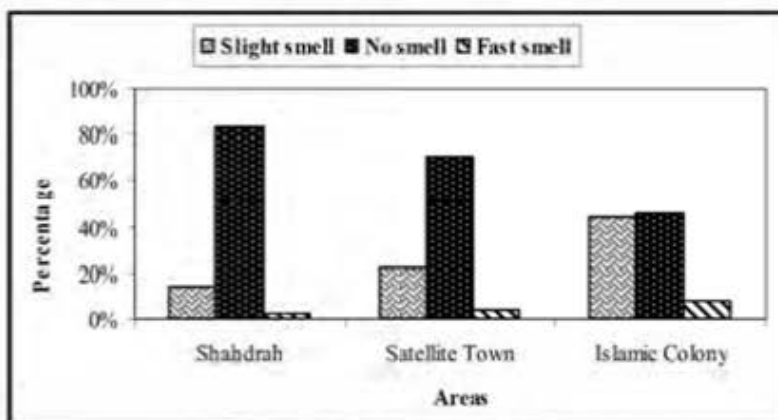 Slight smell No smell Fast smell
100%
80%
60%
40%
20%
0%
Percentage
Shahdrah Satellite Town Islamic Colony
Areas